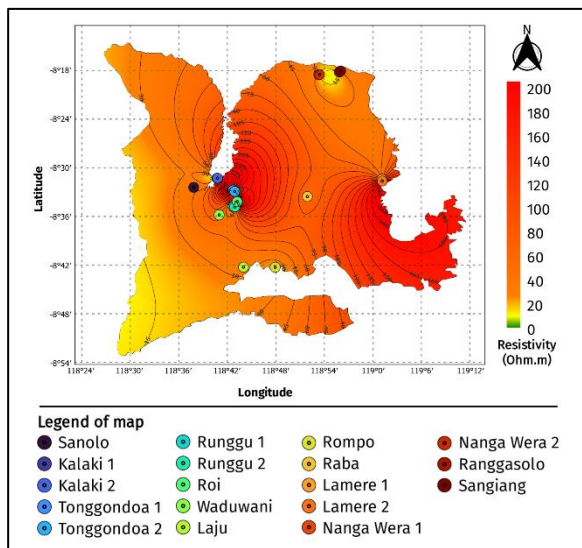 N
-8°18'
-8°24'
-8°30'
-8°36'
-8°42'
-8°48'
-8°54'
Latitude
118°24' 118°30' 118°36' 118°42' 118°48' 118°54' 119°0' 119°6' 119°12'
Longitude
200
180
160
140
120
100
80
60
40
20
0
Resistivity
(Ohm.m)
Legend of map
Sanolo
Kalaki 1
Kalaki 2
Tonggondoa 1
Tonggondoa 2
Runggu 1
Runggu 2
Roi
Waduwani
Laju
Rompo
Raba
Lamere 1
Lamere 2
Nanga Wera 1
Nanga Wera 2
Ranggasolo
Sangiang